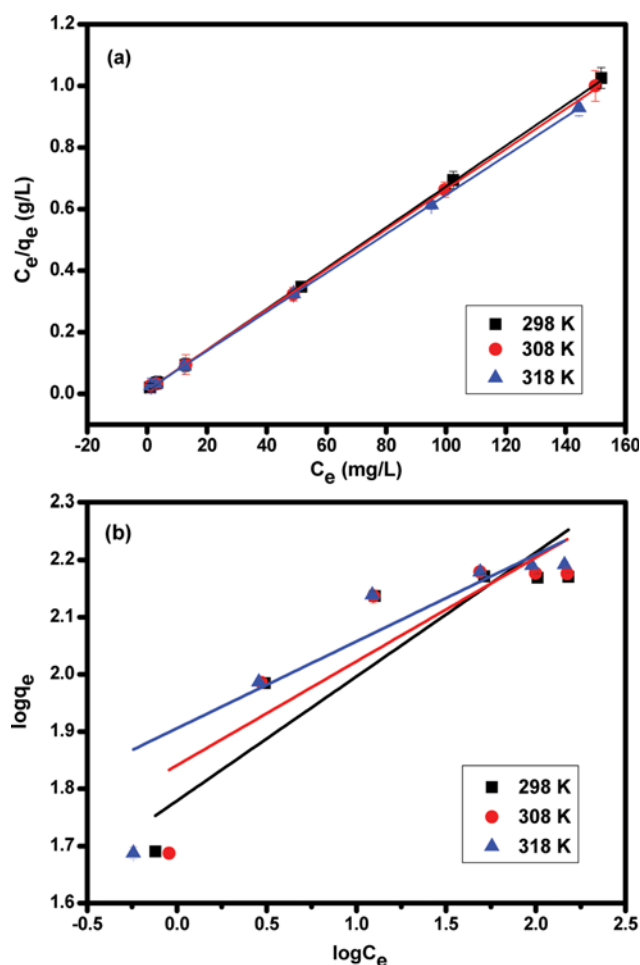 (a)
1.2
1.0
0.8
0.6
0.4
0.2
0.0
Ce/qe (g/L)
298 K
308 K
318 K
-20 0 20 40 60 80 100 120 140 160
Ce (mg/L)
(b)
2.3
2.2
2.1
2.0
1.9
1.8
1.7
1.6
logqe
298 K
308 K
318 K
-0.5 0.0 0.5 1.0 1.5 2.0 2.5
logCe